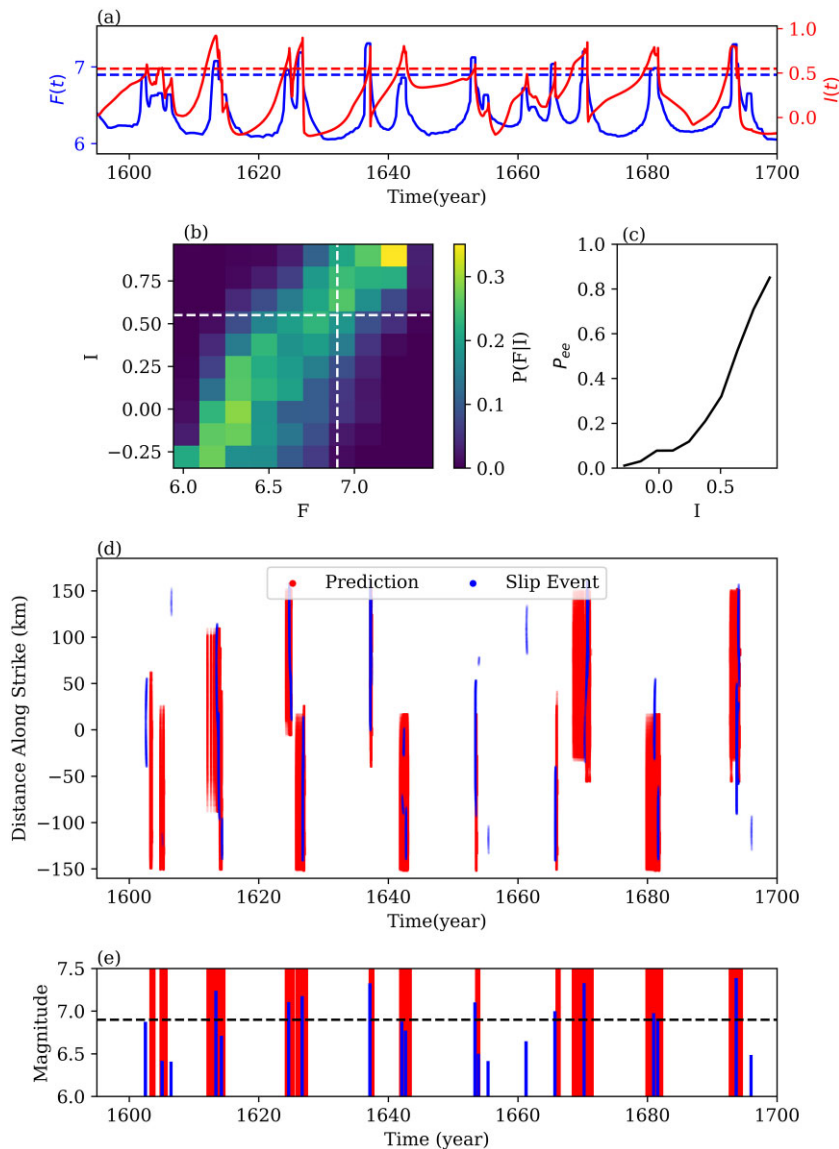 (a)
7
6
F(t)
1.0
0.5
0.0
I(t)
1600 1620 1640 1660 1680 1700
Time(year)
(b)
0.75
0.50
0.25
0.00
−0.25
I
6.0 6.5 7.0
F
0.3
0.2
0.1
0.0
P(F|I)
(c)
1.0
0.8
0.6
0.4
0.2
0.0
Pee
0.0 0.5
I
(d)
Prediction Slip Event
150
100
50
0
−50
−100
−150
Distance Along Strike (km)
1600 1620 1640 1660 1680 1700
Time(year)
(e)
7.5
7.0
6.5
6.0
Magnitude
1600 1620 1640 1660 1680 1700
Time (year)